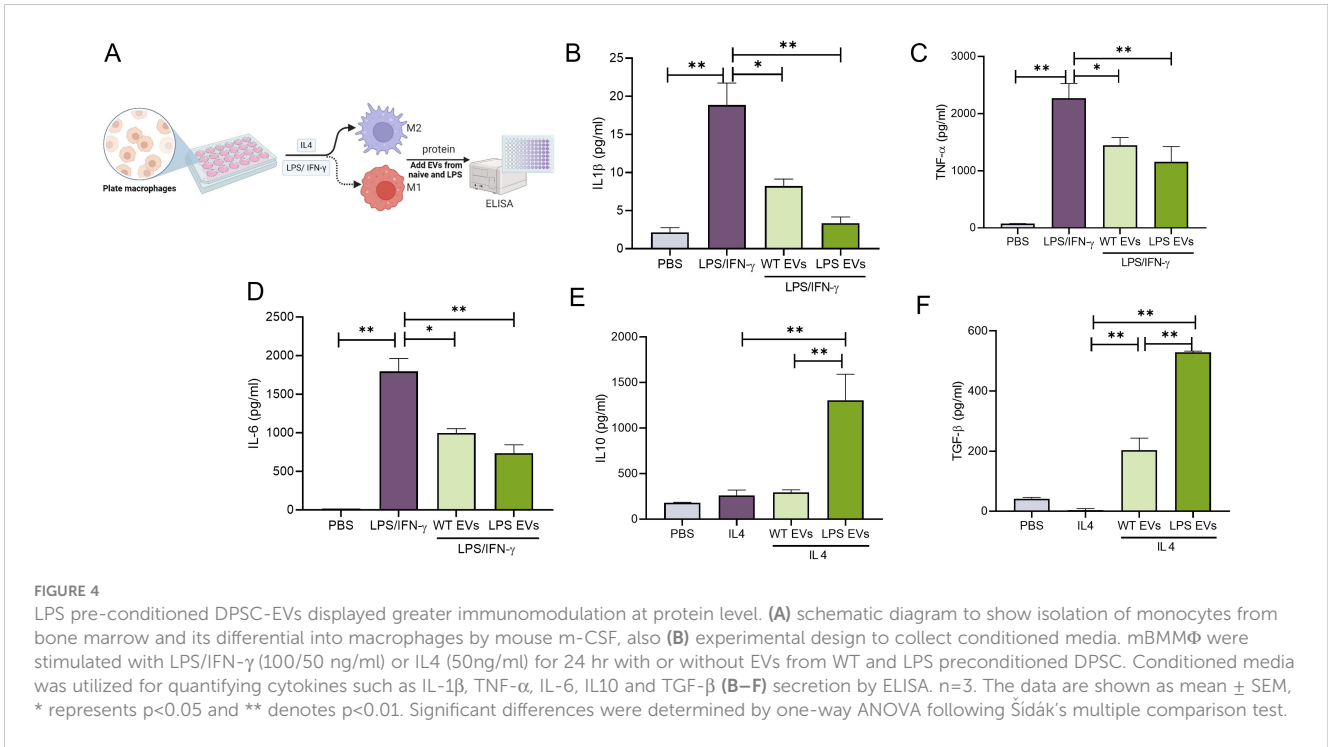 A
Plate macrophages
IL4
LPS/ IFN-γ
M2
M1
protein
Add EVs from
naive and LPS
ELISA
B
IL1β (pg/ml)
25
20
15
10
5
0
** * **
PBS LPS/IFN-γ WT EVs LPS EVs
LPS/IFN-γ
C
TNF-α (pg/ml)
3000
2000
1000
0
** * **
PBS LPS/IFN-γ WT EVs LPS EVs
LPS/IFN-γ
D
IL-6 (pg/ml)
2500
2000
1500
1000
500
0
** * **
PBS LPS/IFN-γ WT EVs LPS EVs
LPS/IFN-γ
E
IL10 (pg/ml)
2000
1500
1000
500
0
**
**
PBS IL4 WT EVs LPS EVs
IL 4
F
TGF-β (pg/ml)
600
400
200
0
**
** **
PBS IL4 WT EVs LPS EVs
IL 4
FIGURE 4
LPS pre-conditioned DPSC-EVs displayed greater immunomodulation at protein level. (A) schematic diagram to show isolation of monocytes from
bone marrow and its differential into macrophages by mouse m-CSF, also (B) experimental design to collect conditioned media. mBMMΦ were
stimulated with LPS/IFN-γ (100/50 ng/ml) or IL4 (50ng/ml) for 24 hr with or without EVs from WT and LPS preconditioned DPSC. Conditioned media
was utilized for quantifying cytokines such as IL-1β, TNF-α, IL-6, IL10 and TGF-β (B–F) secretion by ELISA. n=3. The data are shown as mean ± SEM,
* represents p<0.05 and ** denotes p<0.01. Significant differences were determined by one-way ANOVA following Šídák's multiple comparison test.